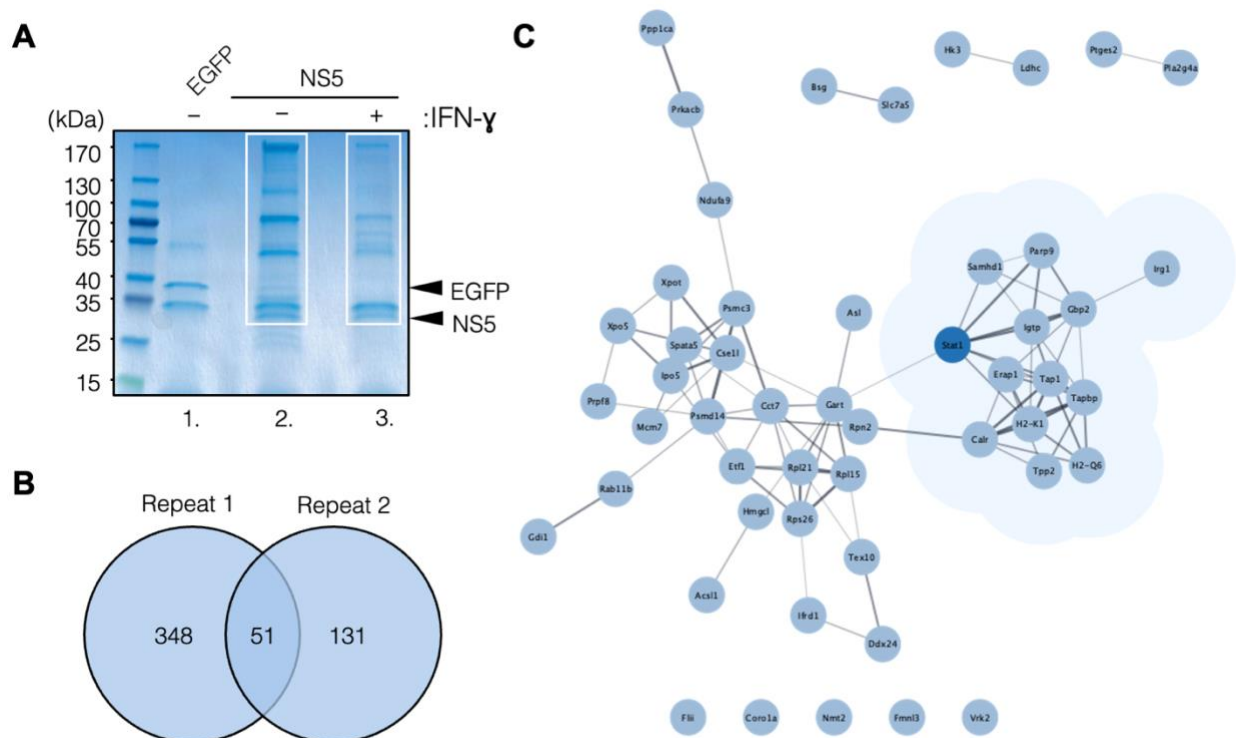 A
EGFP
NS5
(kDa)
–
–
+
:IFN-ɣ
170
130
100
70
55
40
35
25
15
EGFP
NS5
1.
2.
3.
B
Repeat 1
Repeat 2
348
51
131
C
Ppp1ca
Hk3
Ptges2
Ldhc
Pla2g4a
Bsg
Slc7a5
Prkacb
Ndufa9
Parp9
Samhd1
Irg1
Xpot
Psmc3
Gbp2
Asl
Xpo5
Igtp
Spata5
Cse1l
Stat1
Ipo5
Erap1
Tap1
Tapbp
Prpf8
Psmd14
Cct7
Gart
Mcm7
Rpn2
H2-K1
Calr
Etf1
Rpl21
Rpl15
Tpp2
H2-Q6
Rab11b
Hmgcl
Rps26
Gdi1
Tex10
Acsl1
Ifrd1
Ddx24
Flii
Coro1a
Nmt2
Fmnl3
Vrk2